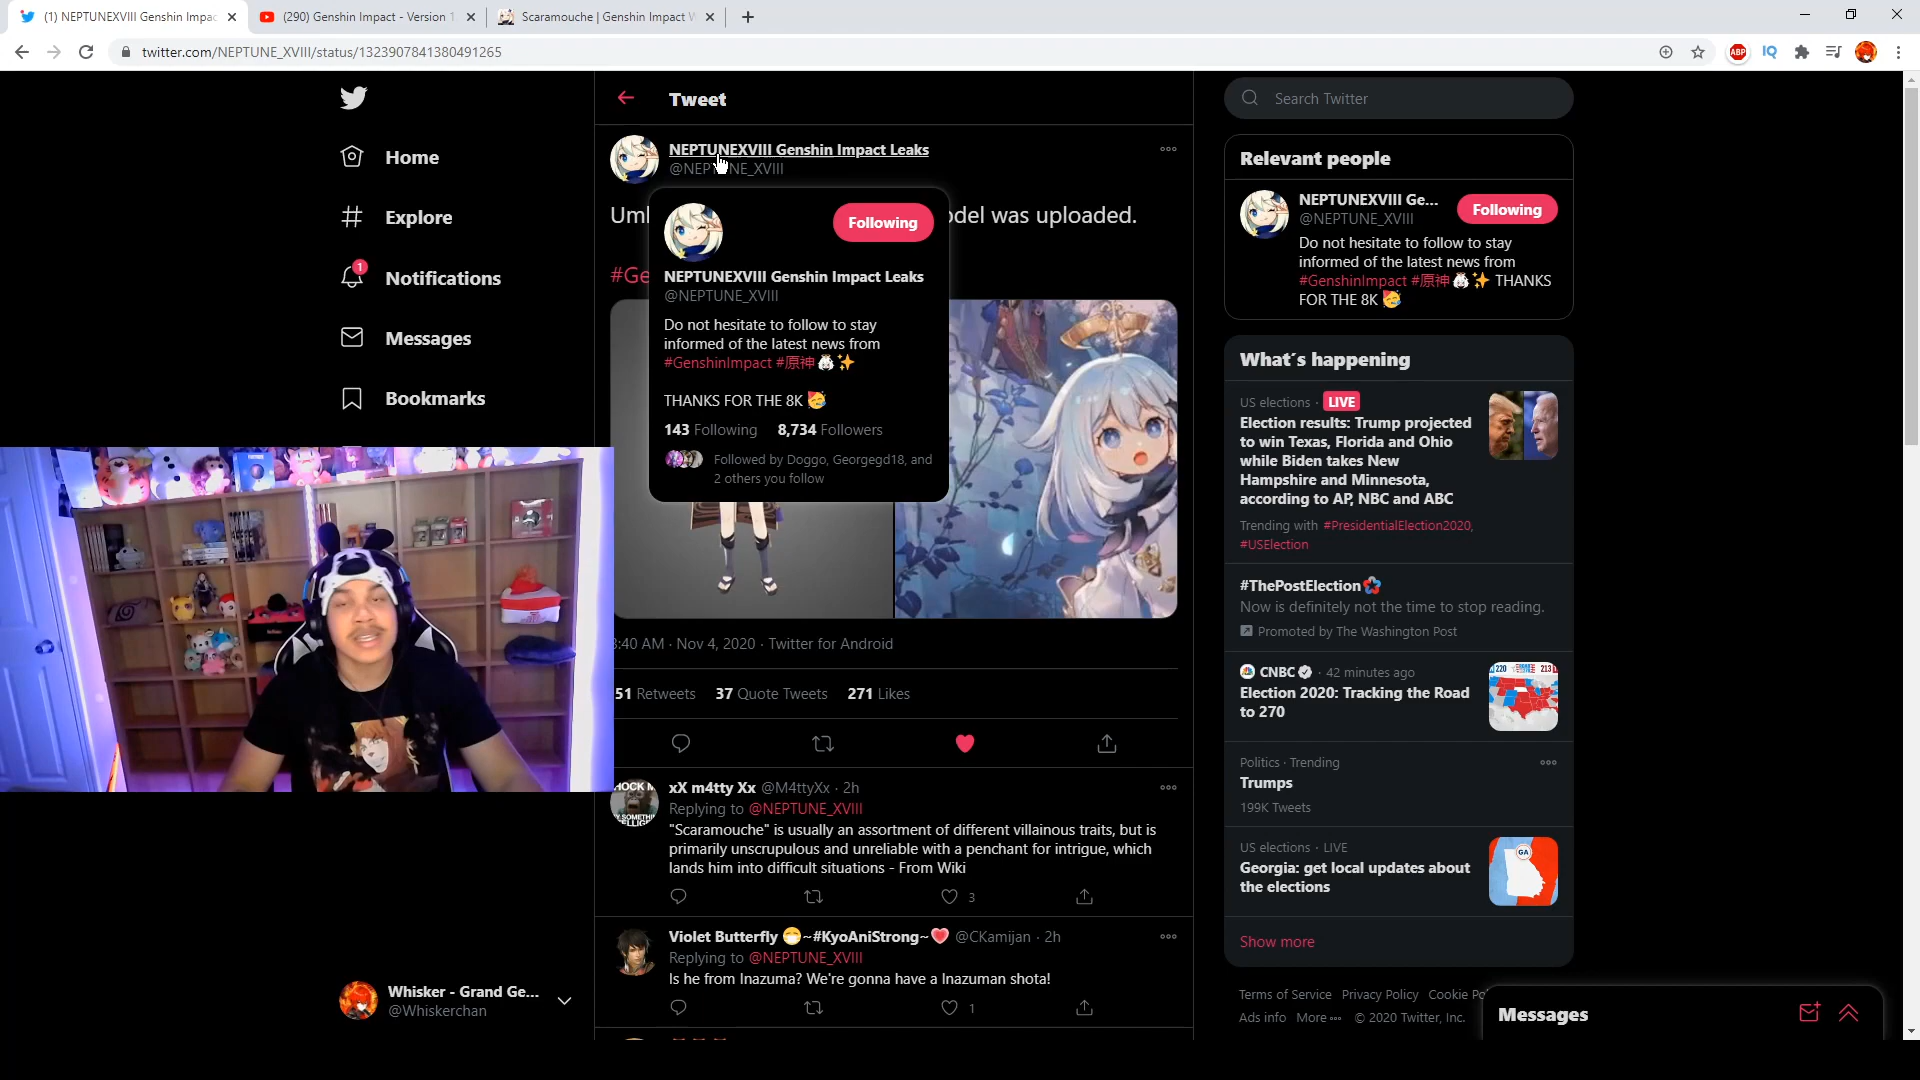 (1) NEPTUNEXVIII Genshin Impac
(290) Genshin Impact - Version 1
Scaramouche | Genshin Impact W
twitter.com/NEPTUNE_XVIII/status/1323907841380491265
ABP
IQ
Home
Explore
1
Notifications
Messages
Bookmarks
Whisker - Grand Ge...
@Whiskerchan
Tweet
NEPTUNEXVIII Genshin Impact Leaks
@NEPTUNE_XVIII
odel was uploaded.
#Ge
Following
NEPTUNEXVIII Genshin Impact Leaks
@NEPTUNE_XVIII
Do not hesitate to follow to stay
informed of the latest news from
#GenshinImpact #原神⛄✨
THANKS FOR THE 8K 🥳
143 Following 8,734 Followers
Followed by Doggo, Georgegd18, and
2 others you follow
:40 AM · Nov 4, 2020 · Twitter for Android
51 Retweets 37 Quote Tweets 271 Likes
xX m4tty Xx @M4ttyXx · 2h
Replying to @NEPTUNE_XVIII
"Scaramouche" is usually an assortment of different villainous traits, but is
primarily unscrupulous and unreliable with a penchant for intrigue, which
lands him into difficult situations - From Wiki
3
Violet Butterfly 😷~#KyoAniStrong~❤ @CKamijan · 2h
Replying to @NEPTUNE_XVIII
Is he from Inazuma? We're gonna have a Inazuman shota!
1
Search Twitter
Relevant people
NEPTUNEXVIII Ge...
@NEPTUNE_XVIII
Following
Do not hesitate to follow to stay
informed of the latest news from
#GenshinImpact #原神⛄✨ THANKS
FOR THE 8K 🥳
What's happening
US elections · LIVE
Election results: Trump projected
to win Texas, Florida and Ohio
while Biden takes New
Hampshire and Minnesota,
according to AP, NBC and ABC
Trending with #PresidentialElection2020,
#USElection
#ThePostElection
Now is definitely not the time to stop reading.
Promoted by The Washington Post
CNBC · 42 minutes ago
Election 2020: Tracking the Road
to 270
220 213
Politics · Trending
Trumps
199K Tweets
US elections · LIVE
Georgia: get local updates about
the elections
GA
Show more
Terms of Service Privacy Policy Cookie Po
Ads info More ··· © 2020 Twitter, Inc.
Messages